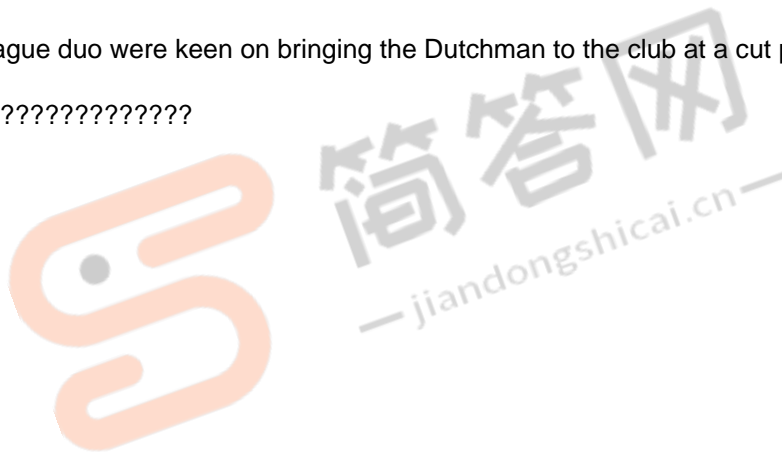 ague duo were keen on bringing the Dutchman to the club at a cut p
?????????????
简答网
jiandongshicai.cn